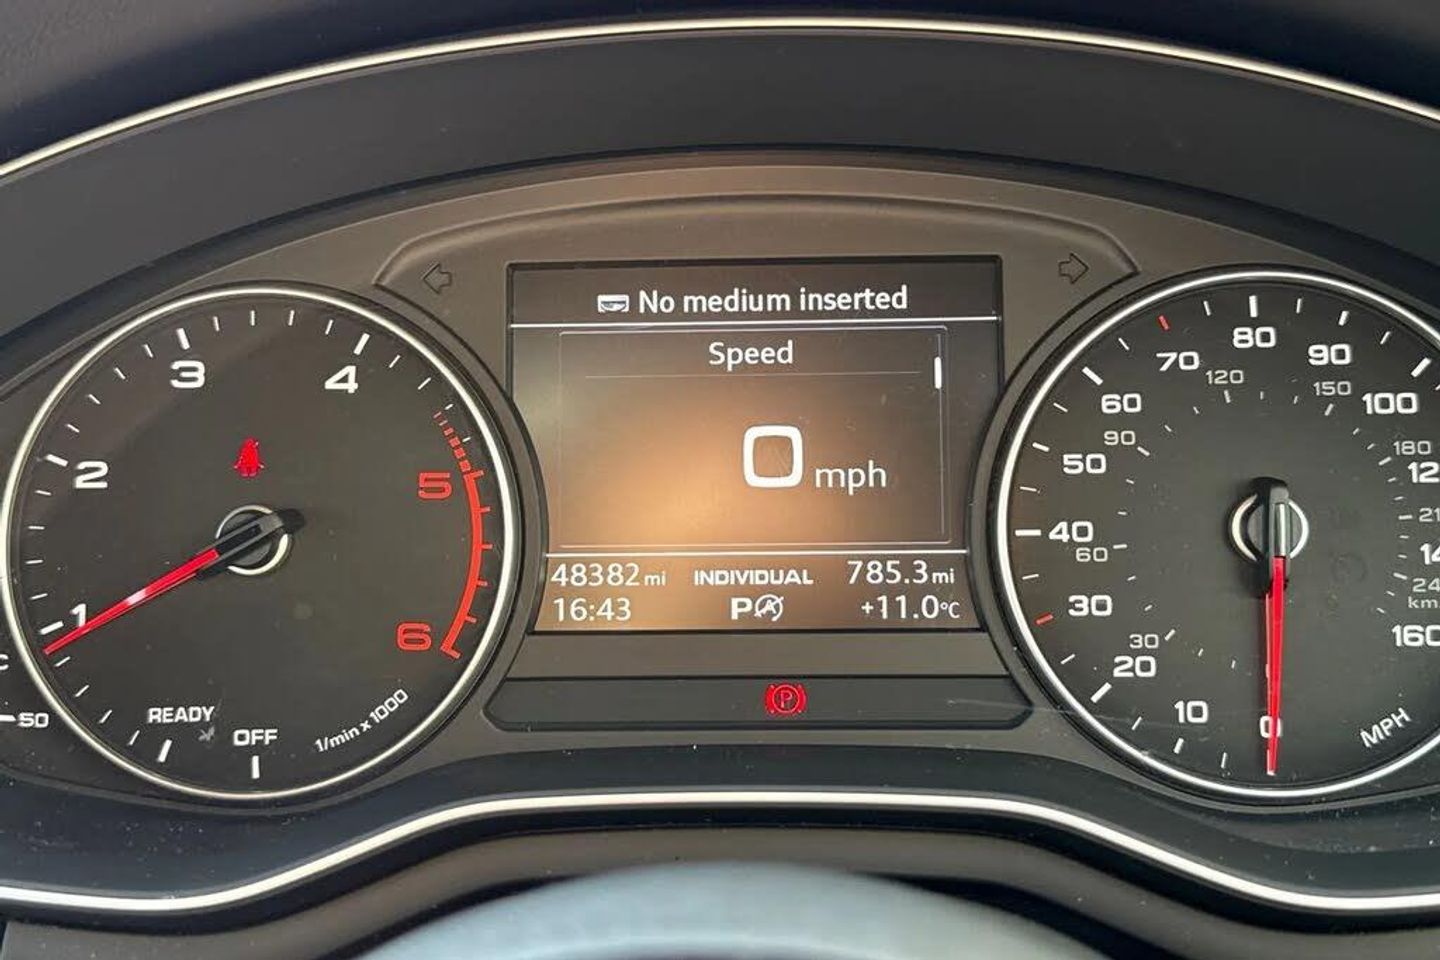 No medium inserted
Speed
0 mph
48382 mi INDIVIDUAL 785.3 mi
16:43 P +11.0°C
1
2
3
4
5
6
READY
OFF
1/min x 1000
C
50
0
10
20
30
40
50
60
70
80
90
100
160
30
60
90
120
150
180
MPH
P